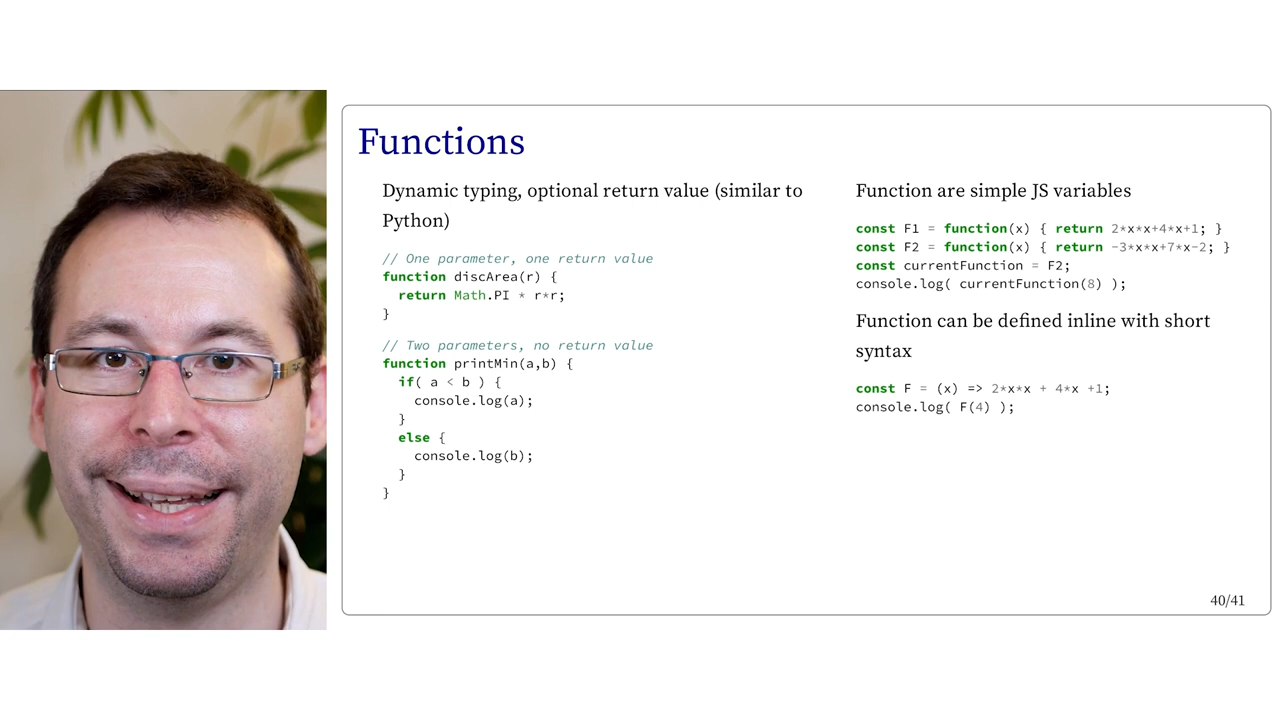 Functions
Dynamic typing, optional return value (similar to
Python)
// One parameter, one return value
function discArea(r) {
  return Math.PI * r*r;
}
// Two parameters, no return value
function printMin(a,b) {
  if( a < b ) {
    console.log(a);
  }
  else {
    console.log(b);
  }
}
Function are simple JS variables
const F1 = function(x) { return 2*x*x+4*x+1; }
const F2 = function(x) { return -3*x*x+7*x-2; }
const currentFunction = F2;
console.log( currentFunction(8) );
Function can be defined inline with short
syntax
const F = (x) => 2*x*x + 4*x +1;
console.log( F(4) );
40/41